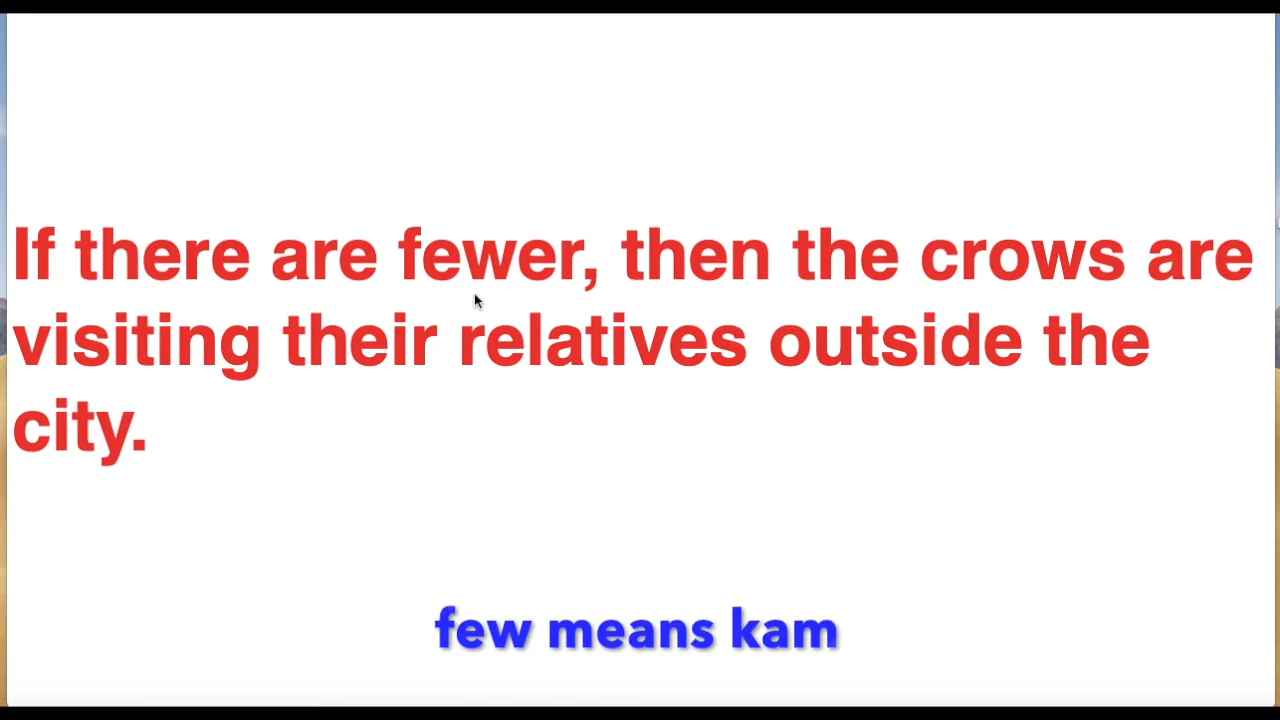 If there are fewer, then the crows are
visiting their relatives outside the
city.
few means kam